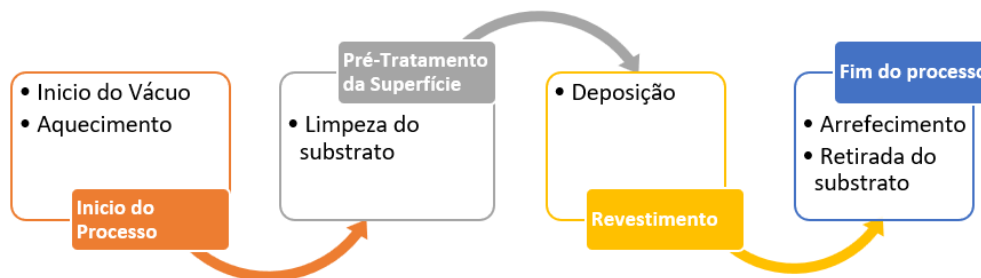 • Inicio do Vácuo
• Aquecimento
Inicio do
Processo
Pré-Tratamento
da Superfície
• Limpeza do
substrato
• Deposição
Revestimento
Fim do processo
• Arrefecimento
• Retirada do
substrato